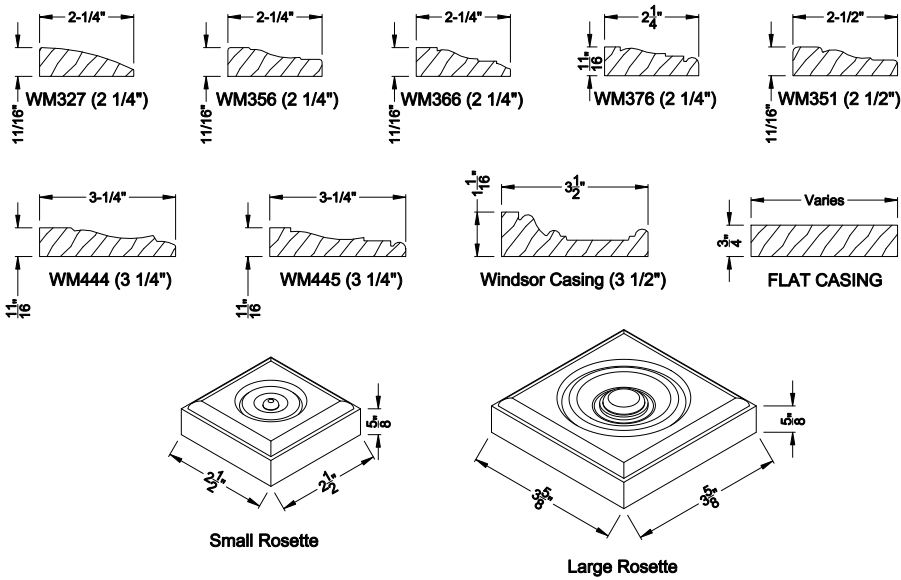 2-1/4"
2-1/4"
2-1/4"
2 1/4"
2-1/2"
11/16"
11/16"
11/16"
11/16"
11/16"
WM327 (2 1/4")
WM356 (2 1/4")
WM366 (2 1/4")
WM376 (2 1/4")
WM351 (2 1/2")
3-1/4"
3-1/4"
3 1/2"
Varies
11/16"
11/16"
1 1/16"
3/4"
WM444 (3 1/4")
WM445 (3 1/4")
Windsor Casing (3 1/2")
FLAT CASING
5/8"
5/8"
2 1/2"
2 1/2"
3 5/8"
3 5/8"
Small Rosette
Large Rosette